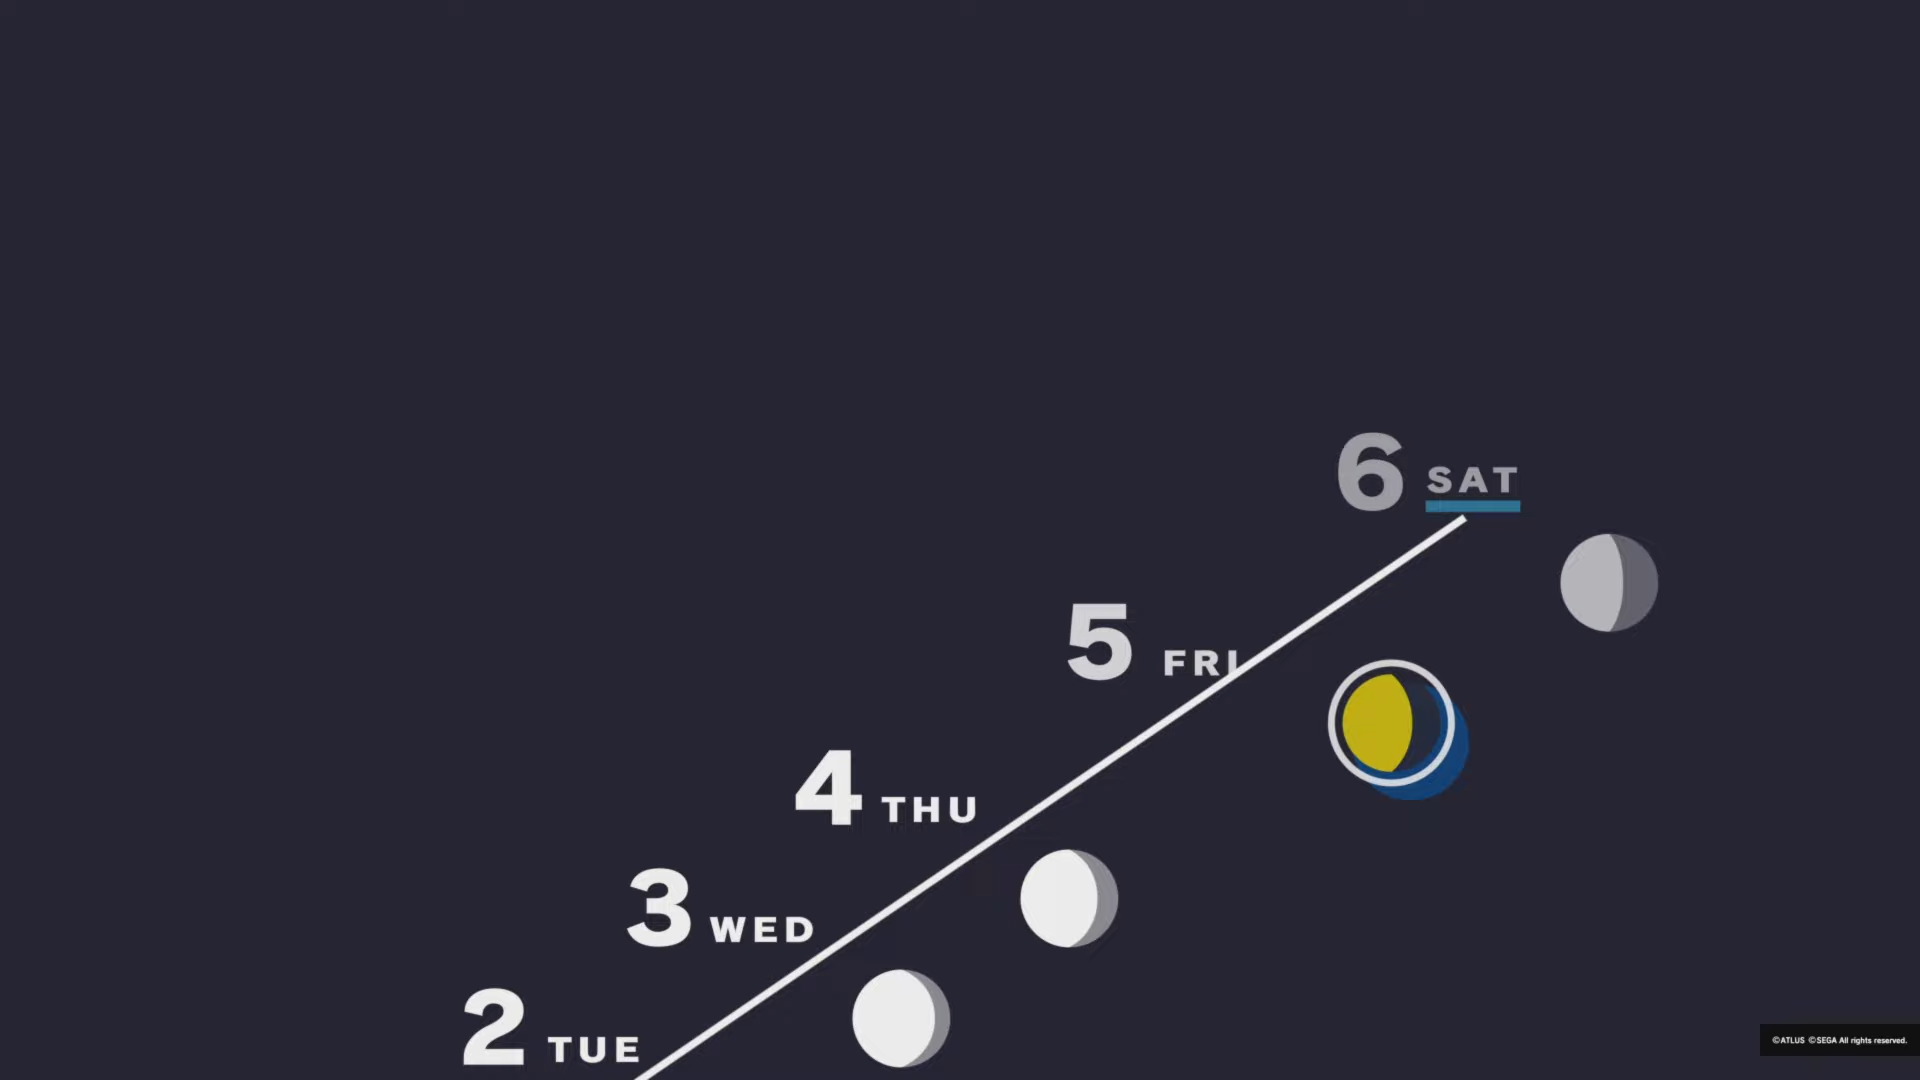 6 SAT
5 FRI
4 THU
3 WED
2 TUE
©ATLUS ©SEGA All rights reserved.